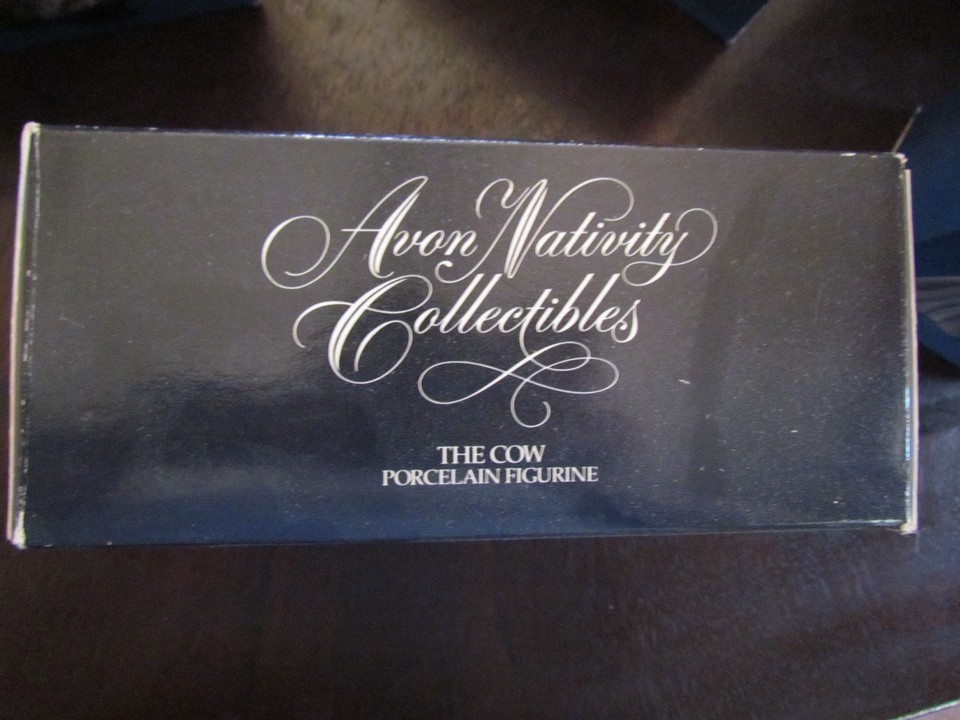 Avon Nativity
Collectibles
THE COW
PORCELAIN FIGURINE